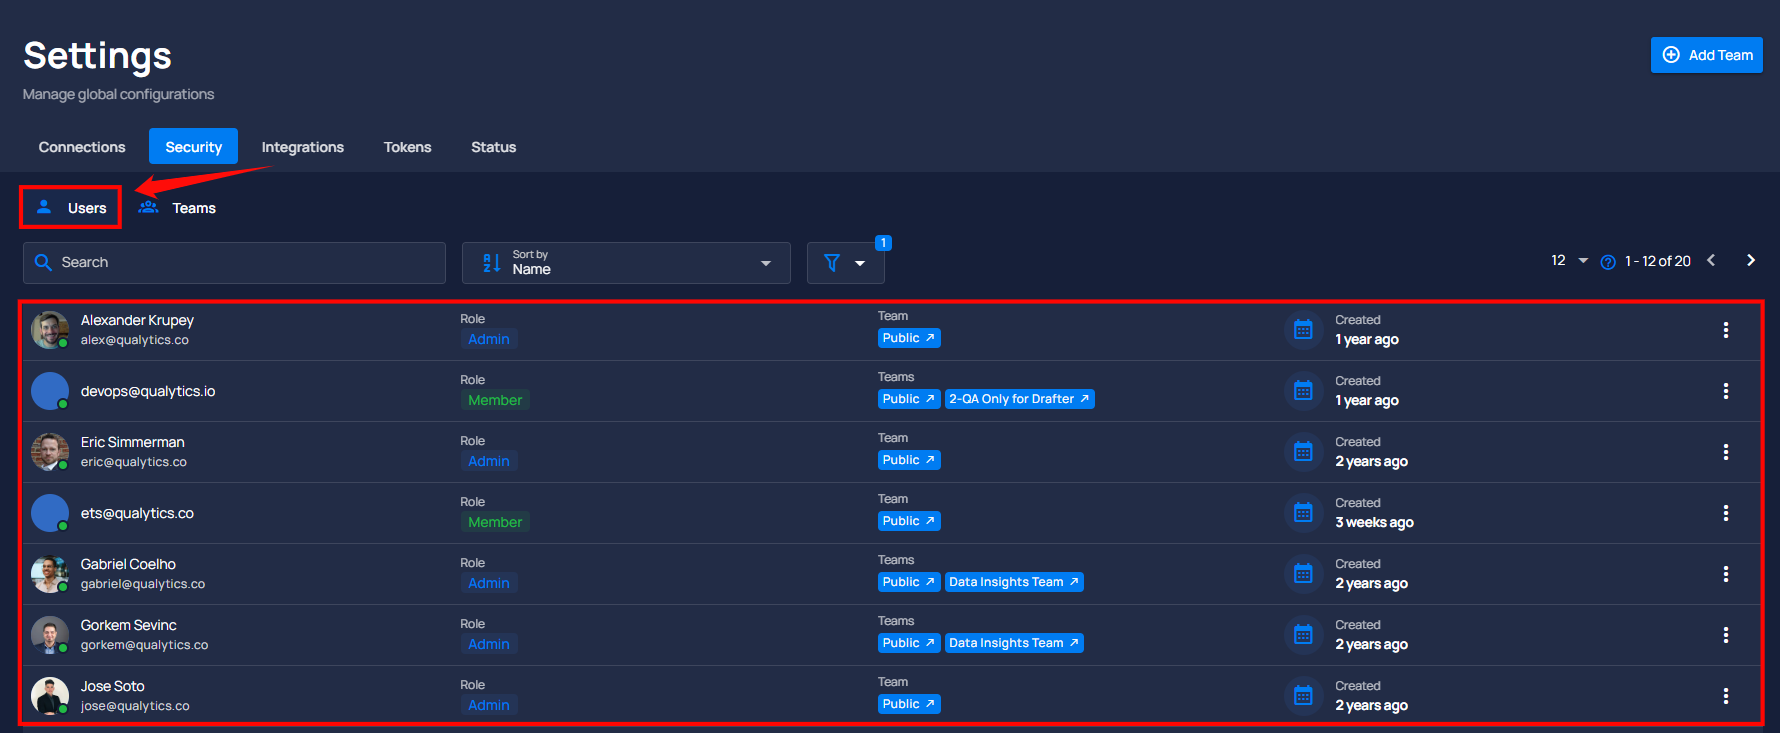 Settings
Add Team
Manage global configurations
Connections Security Integrations Tokens Status
Users Teams
Search
Sort by
Name
1
12 1 - 12 of 20
Alexander Krupey
alex@qualytics.co
Role
Admin
Team
Public
Created
1 year ago
devops@qualytics.io
Role
Member
Teams
Public 2-QA Only for Drafter
Created
1 year ago
Eric Simmerman
eric@qualytics.co
Role
Admin
Team
Public
Created
2 years ago
ets@qualytics.co
Role
Member
Team
Public
Created
3 weeks ago
Gabriel Coelho
gabriel@qualytics.co
Role
Admin
Teams
Public Data Insights Team
Created
2 years ago
Gorkem Sevinc
gorkem@qualytics.co
Role
Admin
Teams
Public Data Insights Team
Created
2 years ago
Jose Soto
jose@qualytics.co
Role
Admin
Team
Public
Created
2 years ago